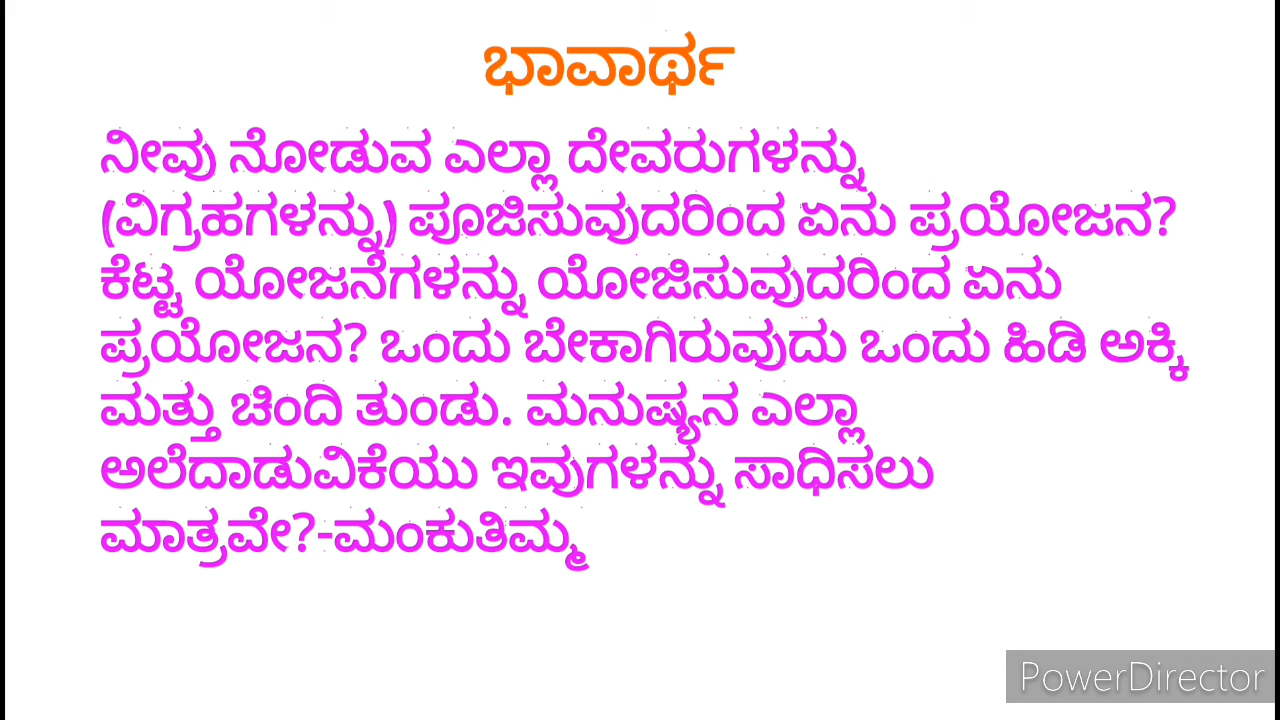 ಭಾವಾರ್ಥ
ನೀವು ನೋಡುವ ಎಲ್ಲಾ ದೇವರುಗಳನ್ನು
(ವಿಗ್ರಹಗಳನ್ನು) ಪೂಜಿಸುವುದರಿಂದ ಏನು ಪ್ರಯೋಜನ?
ಕೆಟ್ಟ ಯೋಜನೆಗಳನ್ನು ಯೋಜಿಸುವುದರಿಂದ ಏನು
ಪ್ರಯೋಜನ? ಒಂದು ಬೇಕಾಗಿರುವುದು ಒಂದು ಹಿಡಿ ಅಕ್ಕಿ
ಮತ್ತು ಚಿಂದಿ ತುಂಡು. ಮನುಷ್ಯನ ಎಲ್ಲಾ
ಅಲೆದಾಡುವಿಕೆಯು ಇವುಗಳನ್ನು ಸಾಧಿಸಲು
ಮಾತ್ರವೇ?-ಮಂಕುತಿಮ್ಮ
PowerDirector